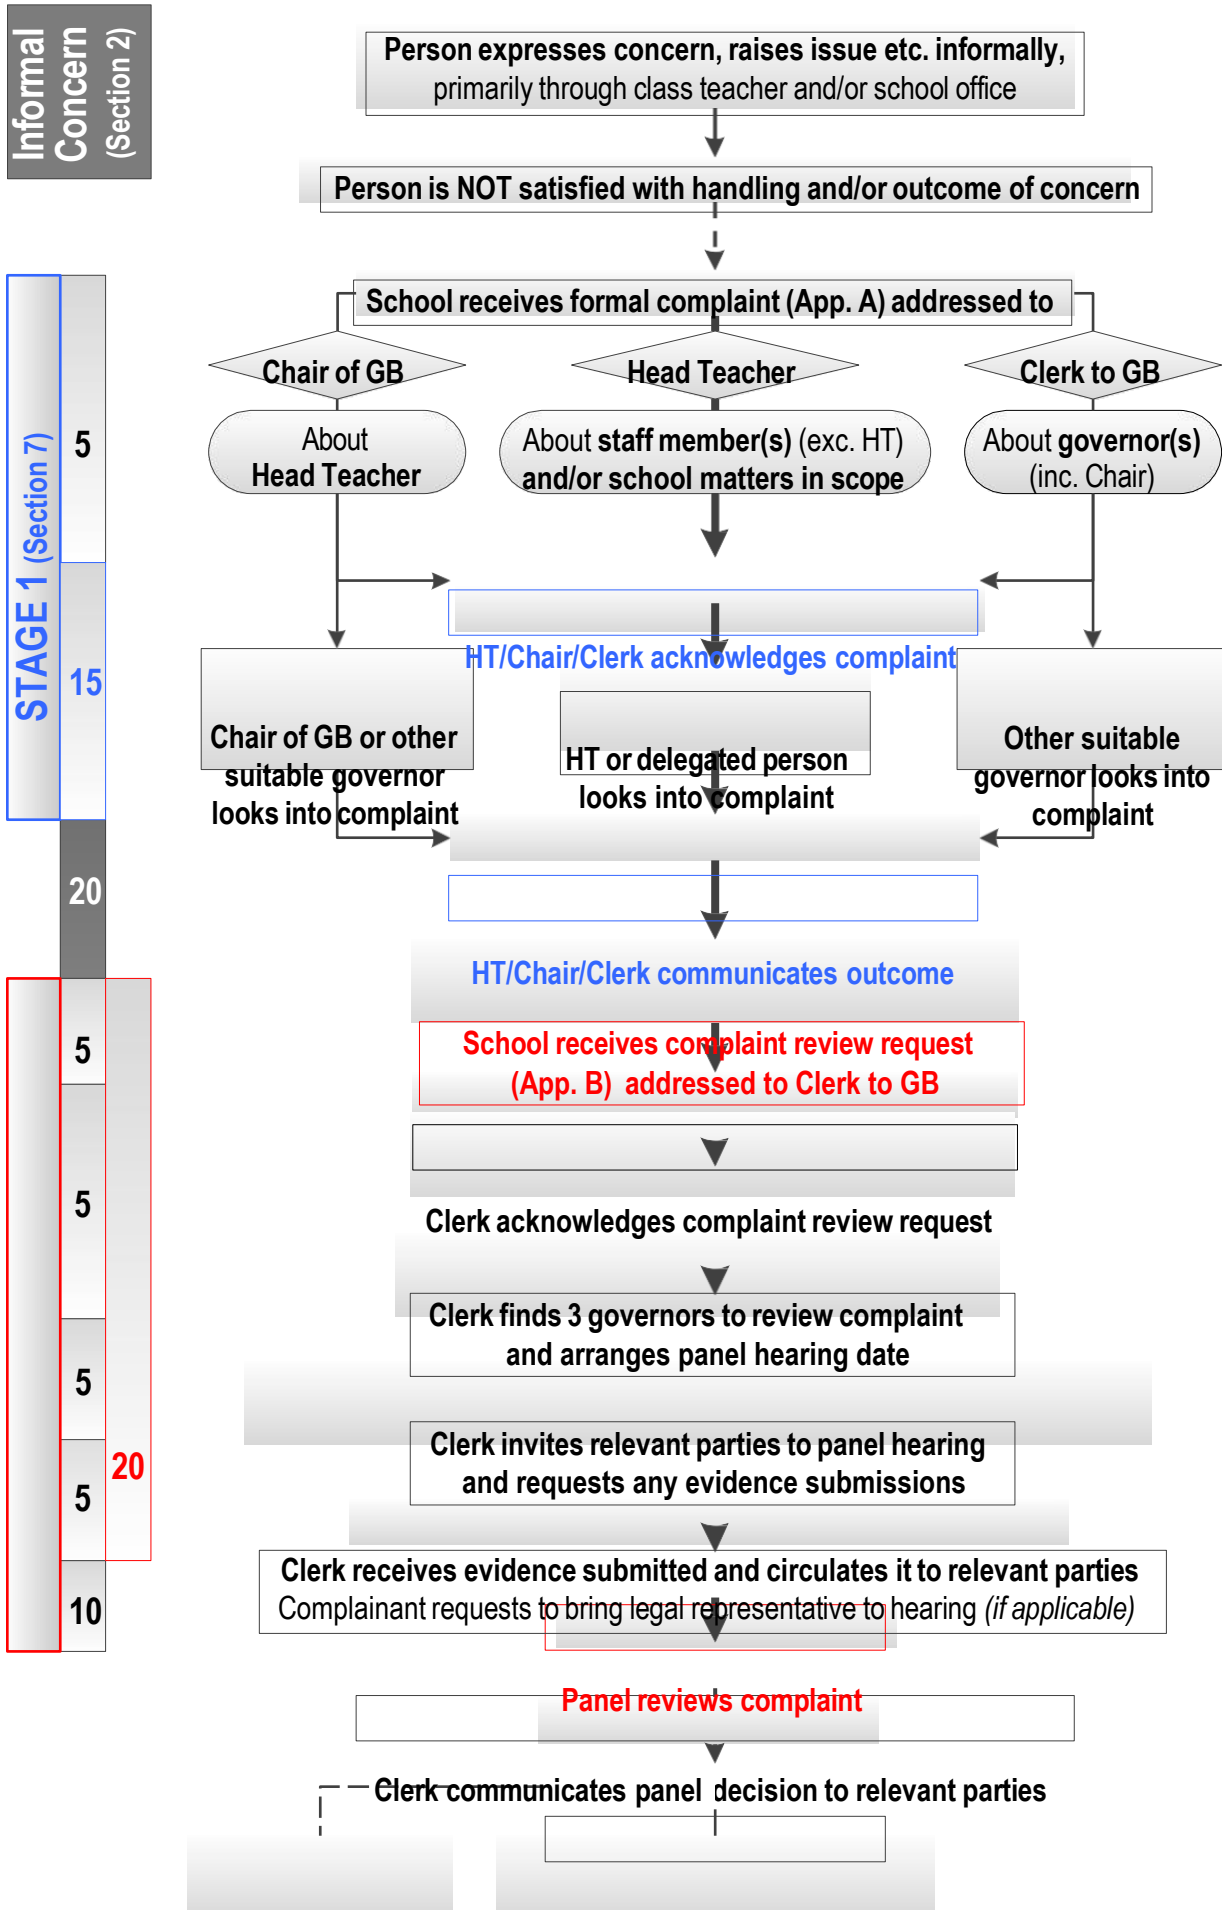 Informal
Concern
(Section 2)
Person expresses concern, raises issue etc. informally,
primarily through class teacher and/or school office
Person is NOT satisfied with handling and/or outcome of concern
School receives formal complaint (App. A) addressed to
Chair of GB
Head Teacher
Clerk to GB
About
Head Teacher
About staff member(s) (exc. HT)
and/or school matters in scope
About governor(s)
(inc. Chair)
STAGE 1 (Section 7)
5
15
HT/Chair/Clerk acknowledges complaint
Chair of GB or other
suitable governor
looks into complaint
HT or delegated person
looks into complaint
Other suitable
governor looks into
complaint
20
HT/Chair/Clerk communicates outcome
5
School receives complaint review request
(App. B) addressed to Clerk to GB
5
Clerk acknowledges complaint review request
Clerk finds 3 governors to review complaint
and arranges panel hearing date
5
Clerk invites relevant parties to panel hearing
and requests any evidence submissions
5
20
Clerk receives evidence submitted and circulates it to relevant parties
Complainant requests to bring legal representative to hearing (if applicable)
10
Panel reviews complaint
Clerk communicates panel decision to relevant parties